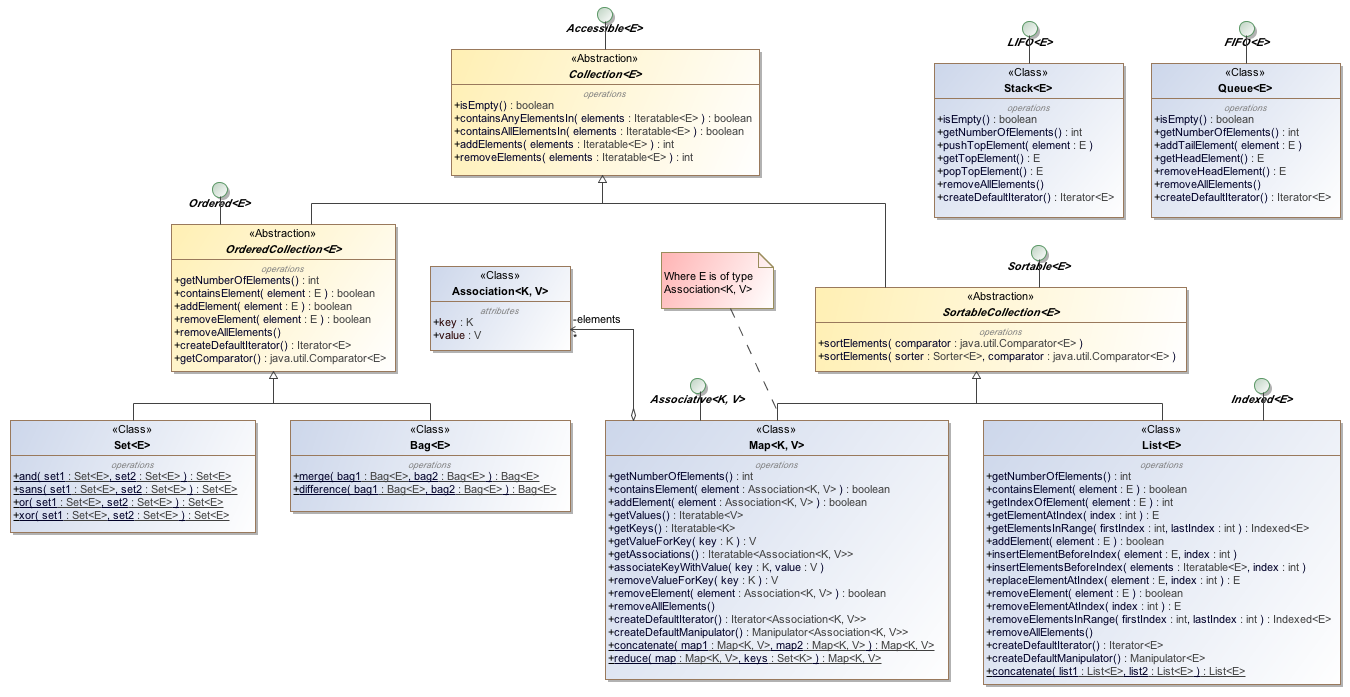 Accessible<E>
«Abstraction»
Collection<E>
operations
+isEmpty() : boolean
+containsAnyElementsIn( elements : Iteratable<E> ) : boolean
+containsAllElementsIn( elements : Iteratable<E> ) : boolean
+addElements( elements : Iteratable<E> ) : int
+removeElements( elements : Iteratable<E> ) : int
LIFO<E>
«Class»
Stack<E>
operations
+isEmpty() : boolean
+getNumberOfElements() : int
+pushTopElement( element : E )
+getTopElement() : E
+popTopElement() : E
+removeAllElements()
+createDefaultIterator() : Iterator<E>
FIFO<E>
«Class»
Queue<E>
operations
+isEmpty() : boolean
+getNumberOfElements() : int
+addTailElement( element : E )
+getHeadElement() : E
+removeHeadElement() : E
+removeAllElements()
+createDefaultIterator() : Iterator<E>
Ordered<E>
«Abstraction»
OrderedCollection<E>
operations
+getNumberOfElements() : int
+containsElement( element : E ) : boolean
+addElement( element : E ) : boolean
+removeElement( element : E ) : boolean
+removeAllElements()
+createDefaultIterator() : Iterator<E>
+getComparator() : java.util.Comparator<E>
«Class»
Association<K, V>
attributes
+key : K
+value : V
-elements
*
Where E is of type
Association<K, V>
Sortable<E>
«Abstraction»
SortableCollection<E>
operations
+sortElements( comparator : java.util.Comparator<E> )
+sortElements( sorter : Sorter<E>, comparator : java.util.Comparator<E> )
«Class»
Set<E>
operations
+and( set1 : Set<E>, set2 : Set<E> ) : Set<E>
+sans( set1 : Set<E>, set2 : Set<E> ) : Set<E>
+or( set1 : Set<E>, set2 : Set<E> ) : Set<E>
+xor( set1 : Set<E>, set2 : Set<E> ) : Set<E>
«Class»
Bag<E>
operations
+merge( bag1 : Bag<E>, bag2 : Bag<E> ) : Bag<E>
+difference( bag1 : Bag<E>, bag2 : Bag<E> ) : Bag<E>
Associative<K, V>
«Class»
Map<K, V>
operations
+getNumberOfElements() : int
+containsElement( element : Association<K, V> ) : boolean
+addElement( element : Association<K, V> ) : boolean
+getValues() : Iteratable<V>
+getKeys() : Iteratable<K>
+getValueForKey( key : K ) : V
+getAssociations() : Iteratable<Association<K, V>>
+associateKeyWithValue( key : K, value : V )
+removeValueForKey( key : K ) : V
+removeElement( element : Association<K, V> ) : boolean
+removeAllElements()
+createDefaultIterator() : Iterator<Association<K, V>>
+createDefaultManipulator() : Manipulator<Association<K, V>>
+concatenate( map1 : Map<K, V>, map2 : Map<K, V> ) : Map<K, V>
+reduce( map : Map<K, V>, keys : Set<K> ) : Map<K, V>
Indexed<E>
«Class»
List<E>
operations
+getNumberOfElements() : int
+containsElement( element : E ) : boolean
+getIndexOfElement( element : E ) : int
+getElementAtIndex( index : int ) : E
+getElementsInRange( firstIndex : int, lastIndex : int ) : Indexed<E>
+addElement( element : E ) : boolean
+insertElementBeforeIndex( element : E, index : int )
+insertElementsBeforeIndex( elements : Iteratable<E>, index : int )
+replaceElementAtIndex( element : E, index : int ) : E
+removeElement( element : E ) : boolean
+removeElementAtIndex( index : int ) : E
+removeElementsInRange( firstIndex : int, lastIndex : int ) : Indexed<E>
+removeAllElements()
+createDefaultIterator() : Iterator<E>
+createDefaultManipulator() : Manipulator<E>
+concatenate( list1 : List<E>, list2 : List<E> ) : List<E>